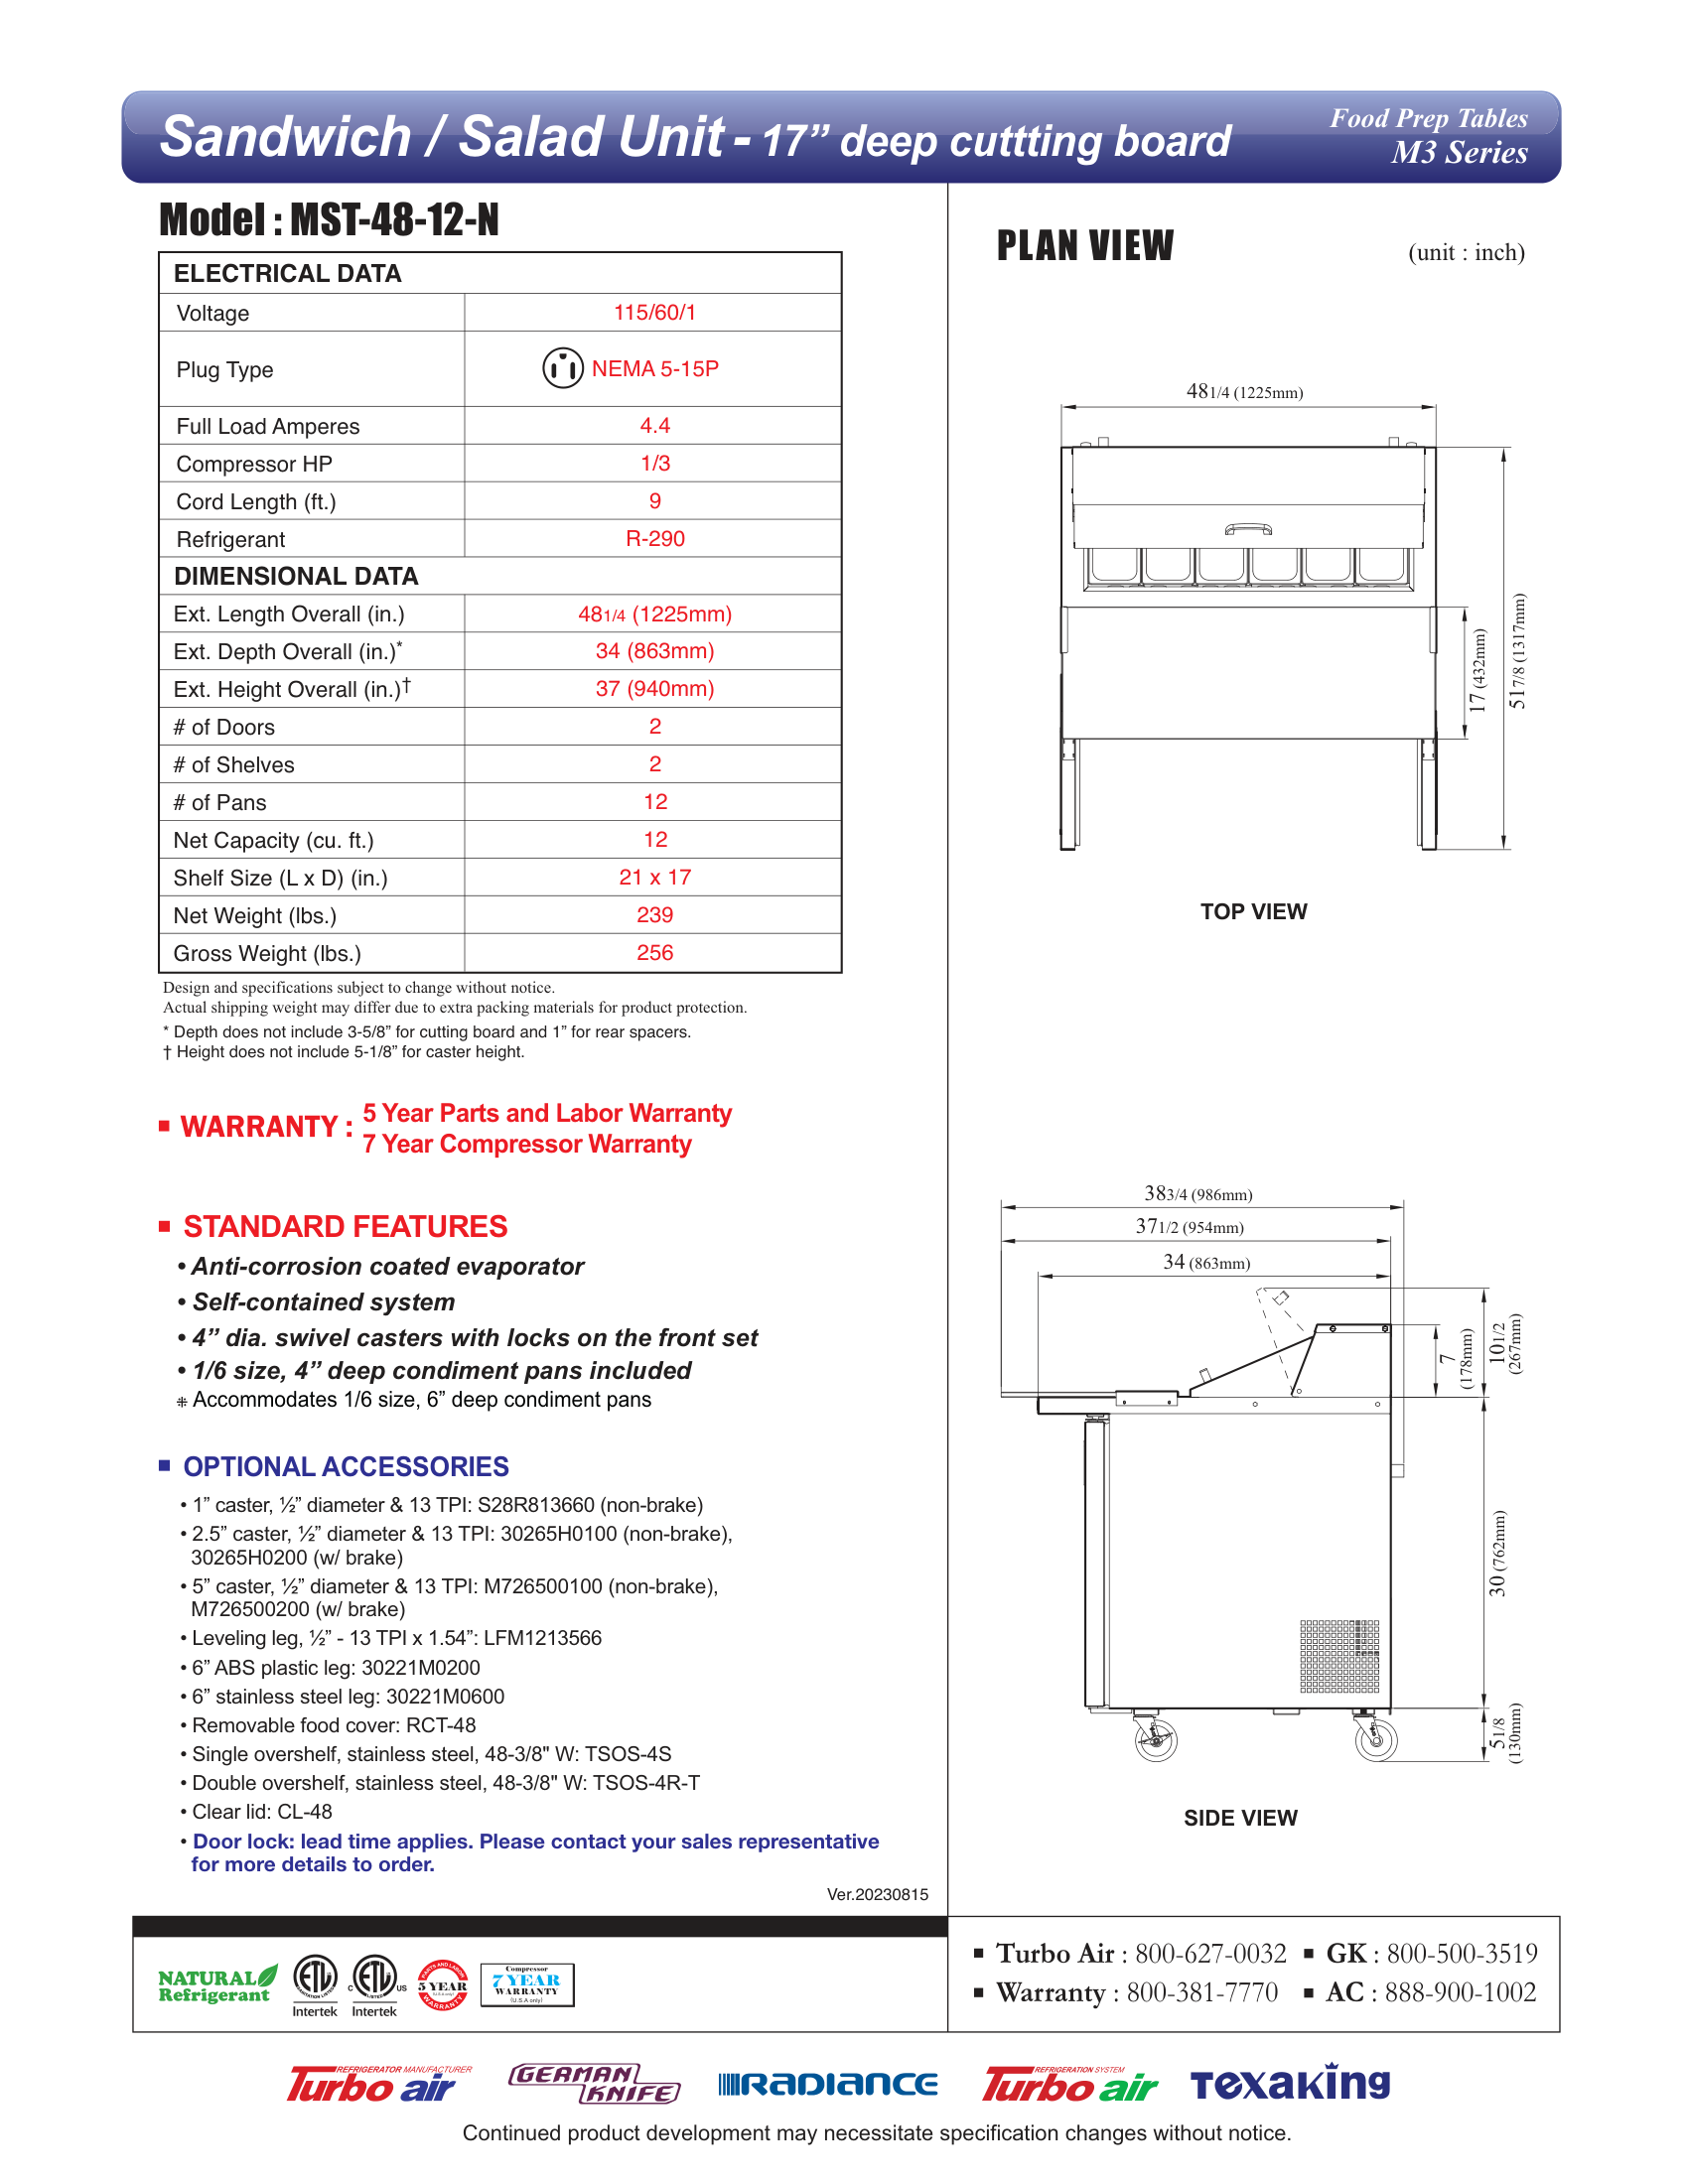 Sandwich / Salad Unit - 17” deep cuttting board
Food Prep Tables
M3 Series
Model : MST-48-12-N
ELECTRICAL DATA
Voltage 115/60/1
Plug Type NEMA 5-15P
Full Load Amperes 4.4
Compressor HP 1/3
Cord Length (ft.) 9
Refrigerant R-290
DIMENSIONAL DATA
Ext. Length Overall (in.) 481/4 (1225mm)
Ext. Depth Overall (in.)* 34 (863mm)
Ext. Height Overall (in.)† 37 (940mm)
# of Doors 2
# of Shelves 2
# of Pans 12
Net Capacity (cu. ft.) 12
Shelf Size (L x D) (in.) 21 x 17
Net Weight (lbs.) 239
Gross Weight (lbs.) 256
Design and specifications subject to change without notice.
Actual shipping weight may differ due to extra packing materials for product protection.
* Depth does not include 3-5/8” for cutting board and 1” for rear spacers.
† Height does not include 5-1/8” for caster height.
■ WARRANTY : 5 Year Parts and Labor Warranty
7 Year Compressor Warranty
■ STANDARD FEATURES
• Anti-corrosion coated evaporator
• Self-contained system
• 4” dia. swivel casters with locks on the front set
• 1/6 size, 4” deep condiment pans included
⁜ Accommodates 1/6 size, 6” deep condiment pans
■ OPTIONAL ACCESSORIES
• 1” caster, ½” diameter & 13 TPI: S28R813660 (non-brake)
• 2.5” caster, ½” diameter & 13 TPI: 30265H0100 (non-brake),
30265H0200 (w/ brake)
• 5” caster, ½” diameter & 13 TPI: M726500100 (non-brake),
M726500200 (w/ brake)
• Leveling leg, ½” - 13 TPI x 1.54”: LFM1213566
• 6” ABS plastic leg: 30221M0200
• 6” stainless steel leg: 30221M0600
• Removable food cover: RCT-48
• Single overshelf, stainless steel, 48-3/8" W: TSOS-4S
• Double overshelf, stainless steel, 48-3/8" W: TSOS-4R-T
• Clear lid: CL-48
• Door lock: lead time applies. Please contact your sales representative
for more details to order.
Ver.20230815
PLAN VIEW
(unit : inch)
481/4 (1225mm)
17 (432mm)
517/8 (1317mm)
TOP VIEW
383/4 (986mm)
371/2 (954mm)
34 (863mm)
7
(178mm)
101/2
(267mm)
30 (762mm)
51/8
(130mm)
SIDE VIEW
NATURAL
Refrigerant
ETL
Intertek
C ETL US
LISTED
Intertek
PARTS AND LABOR
5 YEAR
(U.S.A only)
WARRANTY
Compressor
7 YEAR
WARRANTY
(U.S.A only)
■ Turbo Air : 800-627-0032 ■ GK : 800-500-3519
■ Warranty : 800-381-7770 ■ AC : 888-900-1002
REFRIGERATOR MANUFACTURER
Turbo air
GERMAN
KNIFE
RADIANCE
REFRIGERATION SYSTEM
Turbo air
Texaking
Continued product development may necessitate specification changes without notice.